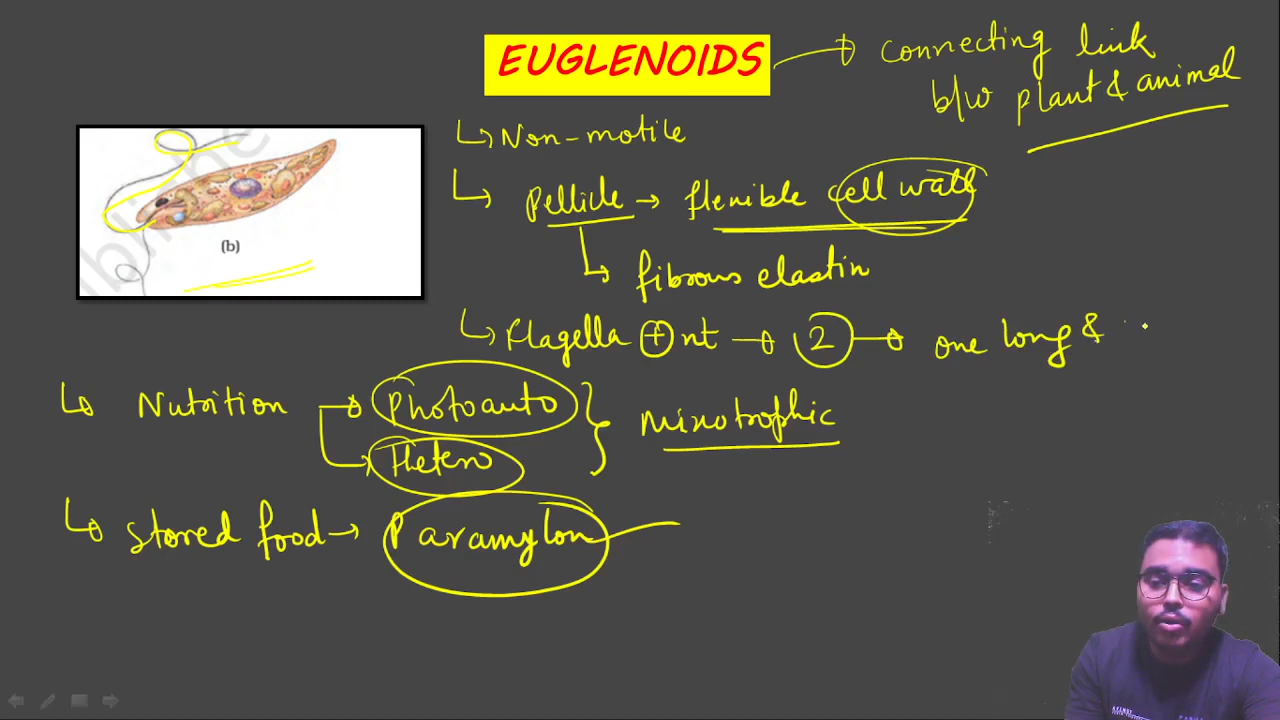 EUGLENOIDS
connecting link
b/w plant & animal
Non-motile
Pellicle → flexible cell wall
fibrous elastin
(b)
Flagella + nt → 2 → one long &
Nutrition → Photoauto
Hetero
Mixotrophic
Stored food → Paramylon